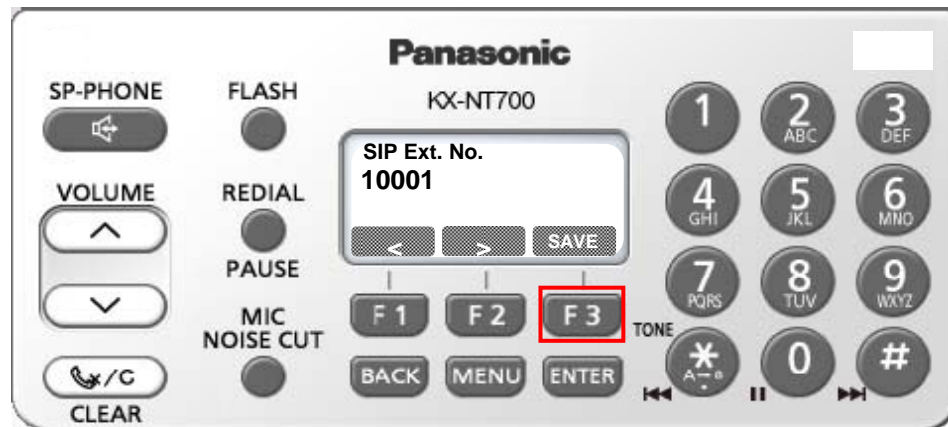 Panasonic
KX-NT700
SP-PHONE
FLASH
VOLUME
REDIAL
PAUSE
MIC
NOISE CUT
CLEAR
SIP Ext. No.
10001
< > SAVE
F 1 F 2 F 3
BACK MENU ENTER
/C
1 2 ABC 3 DEF
4 GHI 5 JKL 6 MNO
7 PQRS 8 TUV 9 WXYZ
TONE
* A→a 0 #